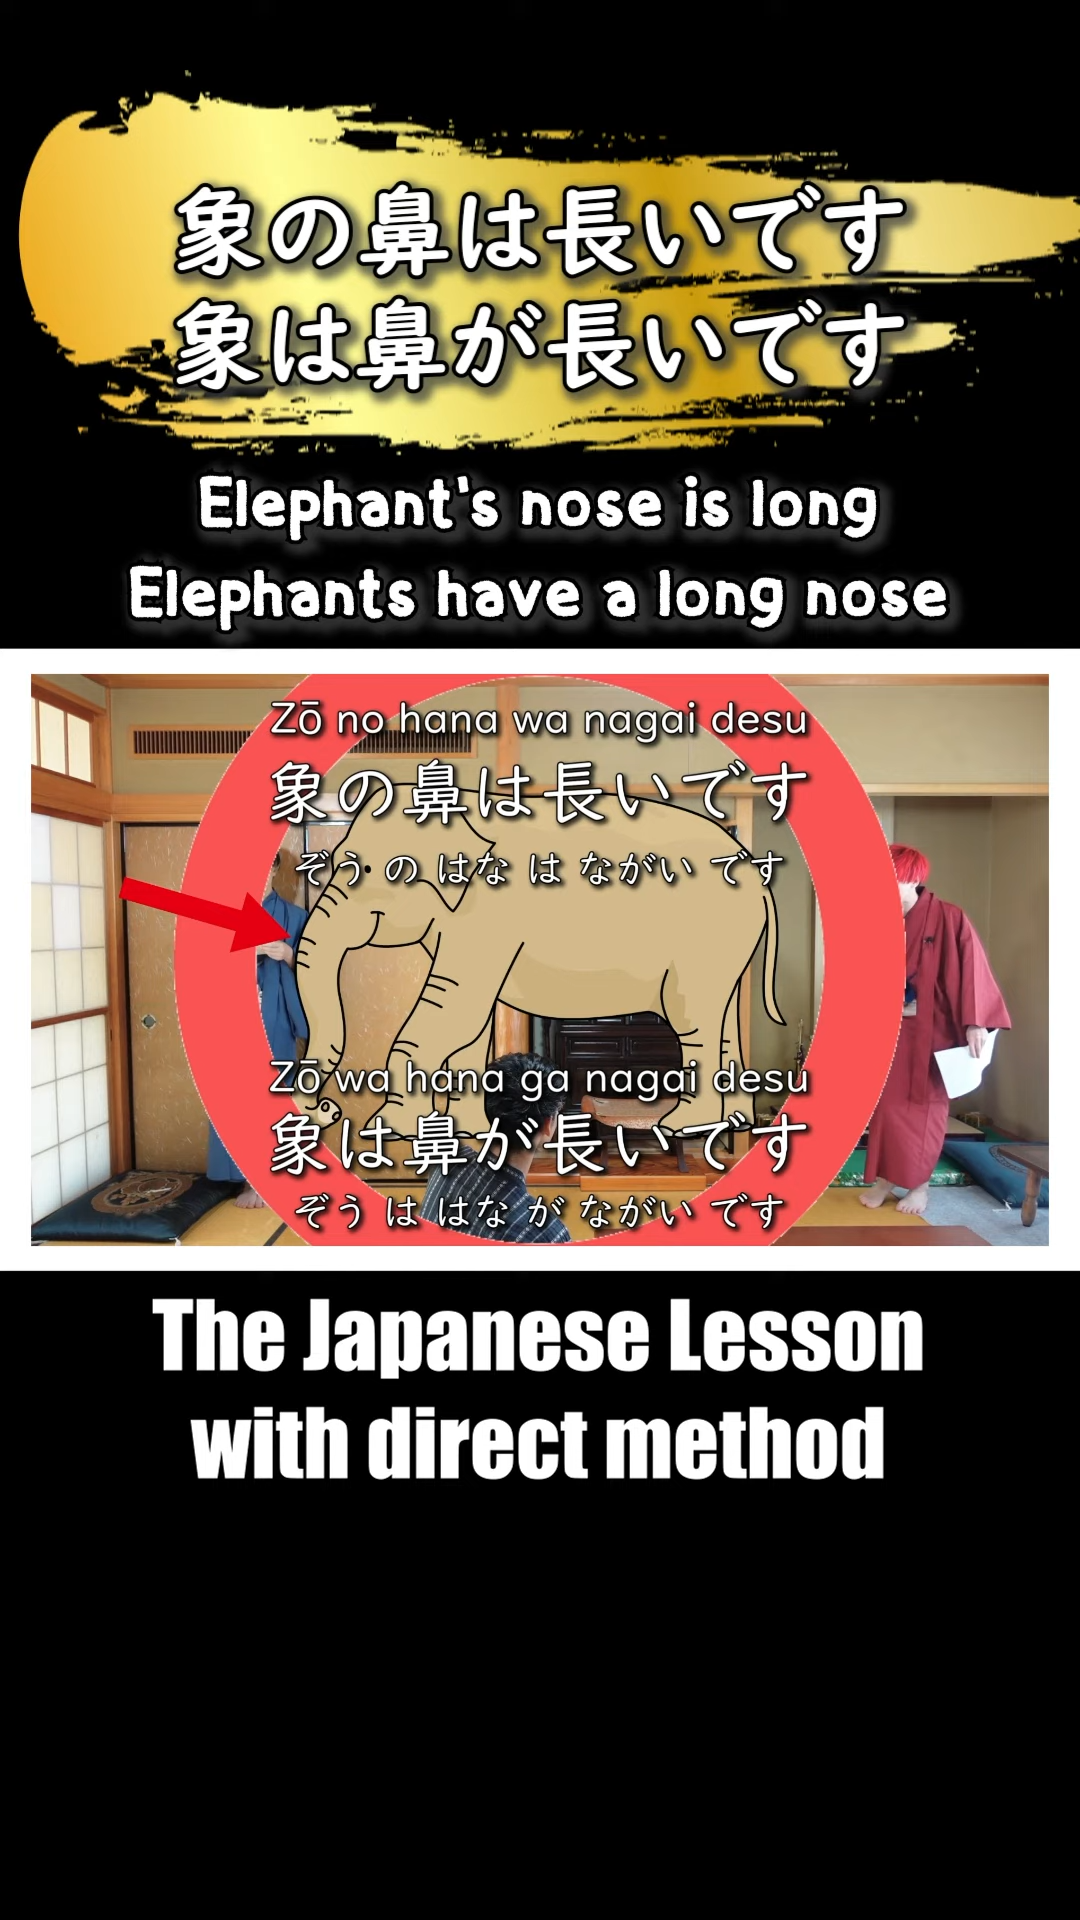 象の鼻は長いです
象は鼻が長いです
Elephant's nose is long
Elephants have a long nose
Zō no hana wa nagai desu
象の鼻は長いです
ぞう の はな は ながい です
Zō wa hana ga nagai desu
象は鼻が長いです
ぞう は はな が ながい です
The Japanese Lesson
with direct method